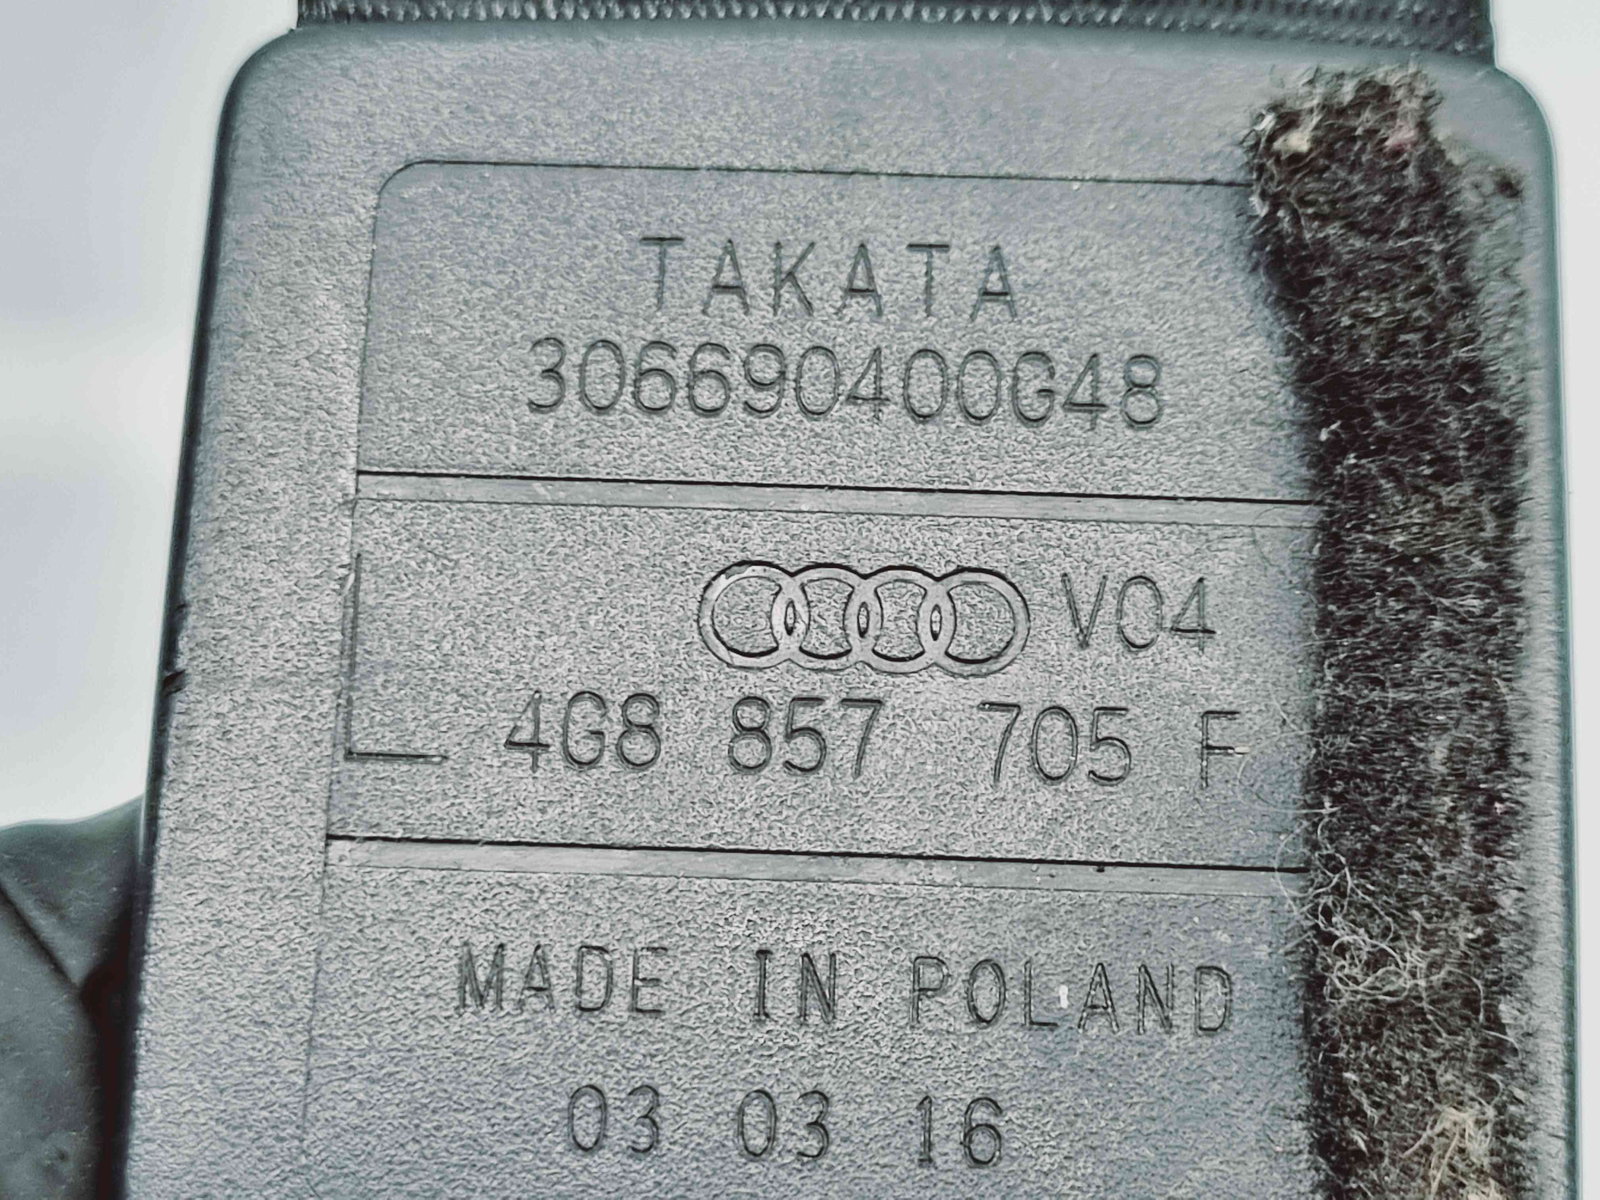 TAKATA
306690400G48
V04
L 4G8 857 705 F
MADE IN POLAND
03 03 16